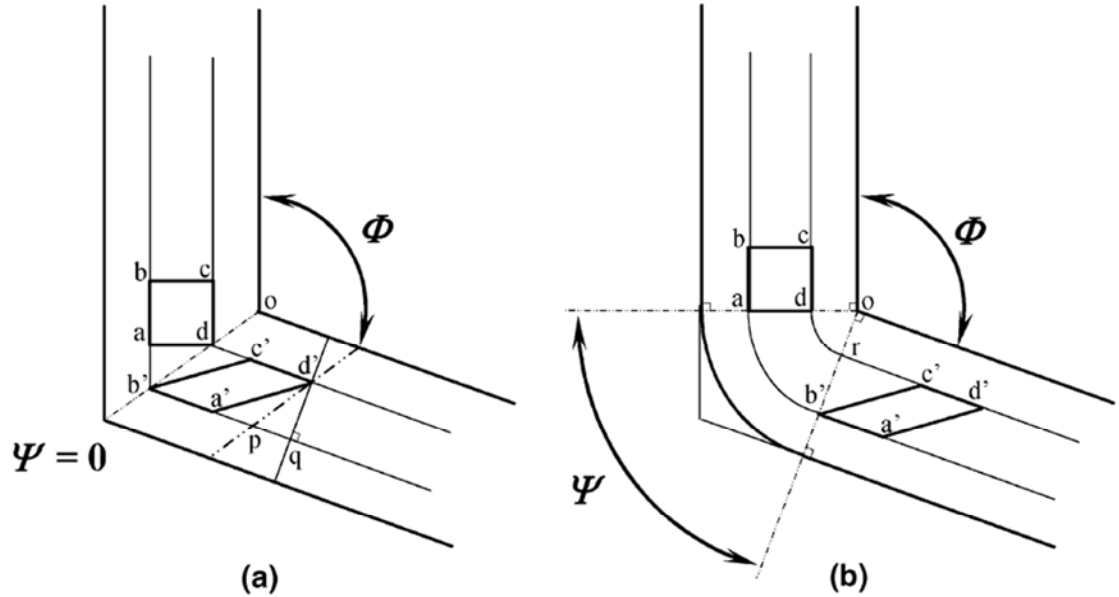 b c
a d
o
Φ
b' c' d'
a'
p q
Ψ = 0
(a)
b c
a d o
Φ
r
b' c' d'
a'
Ψ
(b)